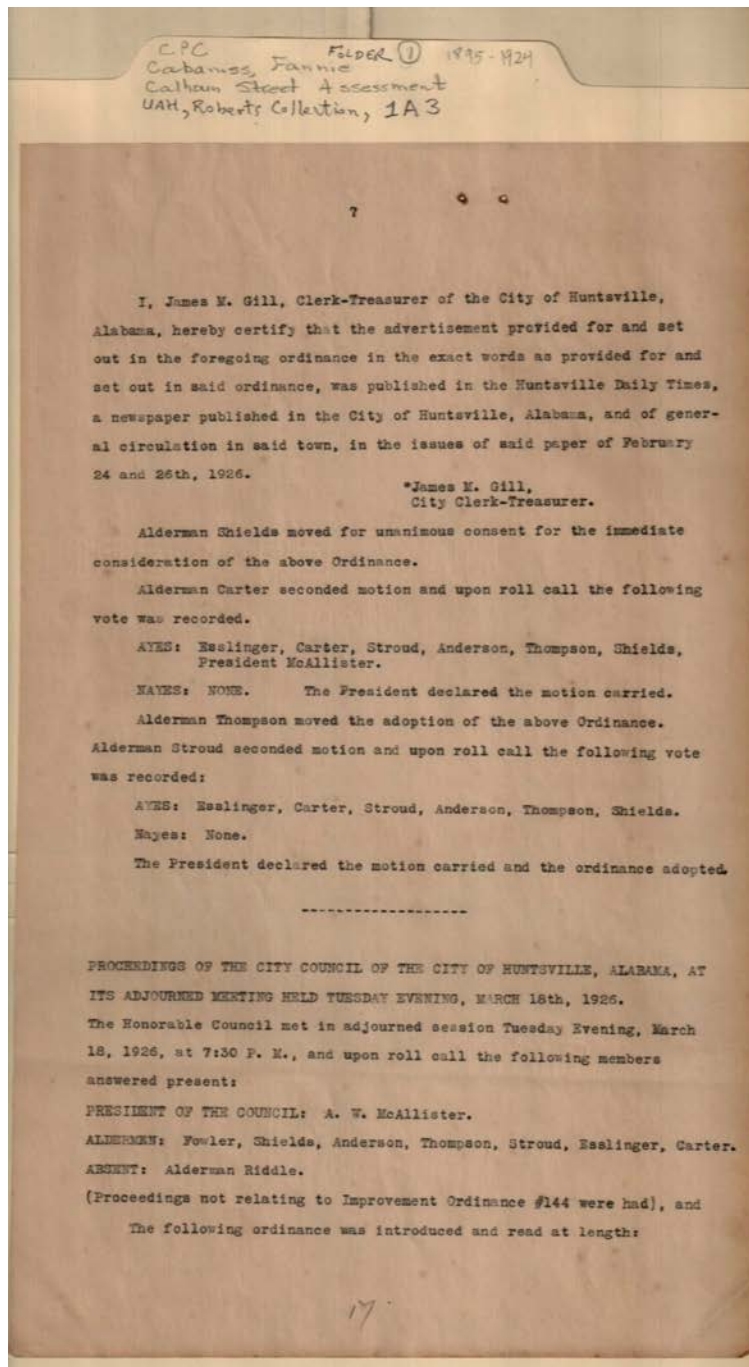 CPC FOLDER 1 1895-1924
Cabaniss, Fannie
Calhoun Street Assessment
UAH, Roberts Collection, 1A3
7
I, James M. Gill, Clerk-Treasurer of the City of Huntsville,
Alabama, hereby certify that the advertisement provided for and set
out in the foregoing ordinance in the exact words as provided for and
set out in said ordinance, was published in the Huntsville Daily Times,
a newspaper published in the City of Huntsville, Alabama, and of gener-
al circulation in said town, in the issues of said paper of February
24 and 26th, 1926.
*James M. Gill,
City Clerk-Treasurer.
Alderman Shields moved for unanimous consent for the immediate
consideration of the above Ordinance.
Alderman Carter seconded motion and upon roll call the following
vote was recorded.
AYES: Esslinger, Carter, Stroud, Anderson, Thompson, Shields,
President McAllister.
NAYES: NONE. The President declared the motion carried.
Alderman Thompson moved the adoption of the above Ordinance.
Alderman Stroud seconded motion and upon roll call the following vote
was recorded:
AYES: Esslinger, Carter, Stroud, Anderson, Thompson, Shields.
Nayes: None.
The President declared the motion carried and the ordinance adopted.
-------------------
PROCEEDINGS OF THE CITY COUNCIL OF THE CITY OF HUNTSVILLE, ALABAMA, AT
ITS ADJOURNED MEETING HELD TUESDAY EVENING, MARCH 18th, 1926.
The Honorable Council met in adjourned session Tuesday Evening, March
18, 1926, at 7:30 P. M., and upon roll call the following members
answered present:
PRESIDENT OF THE COUNCIL: A. W. McAllister.
ALDERMEN: Fowler, Shields, Anderson, Thompson, Stroud, Esslinger, Carter.
ABSENT: Alderman Riddle.
(Proceedings not relating to Improvement Ordinance #144 were had), and
The following ordinance was introduced and read at length:
17